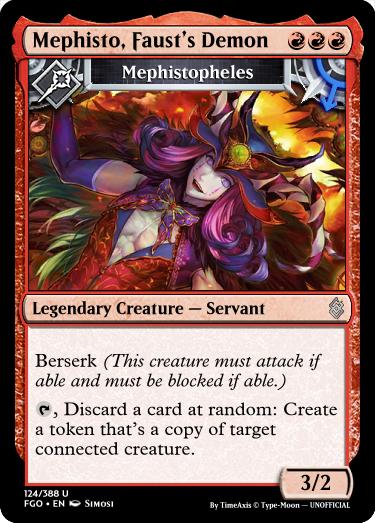 Mephisto, Faust's Demon
Mephistopheles
Legendary Creature — Servant
Berserk (This creature must attack if
able and must be blocked if able.)
, Discard a card at random: Create
a token that's a copy of target
connected creature.
3/2
124/388 U
FGO • EN Simosi
By TimeAxis © Type-Moon — UNOFFICIAL